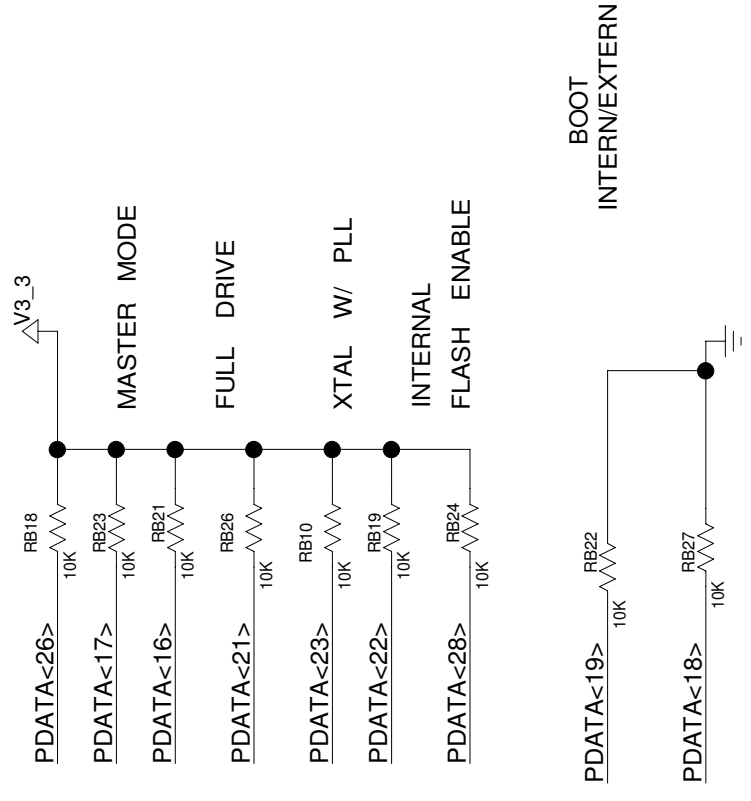 V3_3
RB18
10K
PDATA<26>
RB23
10K
PDATA<17>
MASTER MODE
RB21
10K
PDATA<16>
RB26
10K
PDATA<21>
FULL DRIVE
RB10
10K
PDATA<23>
XTAL W/ PLL
RB19
10K
PDATA<22>
INTERNAL
FLASH ENABLE
RB24
10K
PDATA<28>
BOOT
INTERN/EXTERN
RB22
10K
PDATA<19>
RB27
10K
PDATA<18>